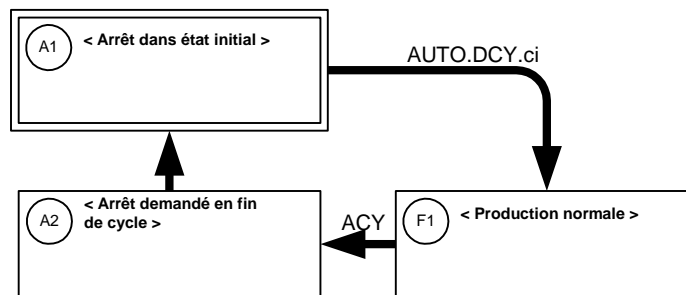 A1
< Arrêt dans état initial >
AUTO.DCY.ci
A2
< Arrêt demandé en fin
de cycle >
ACY
F1
< Production normale >